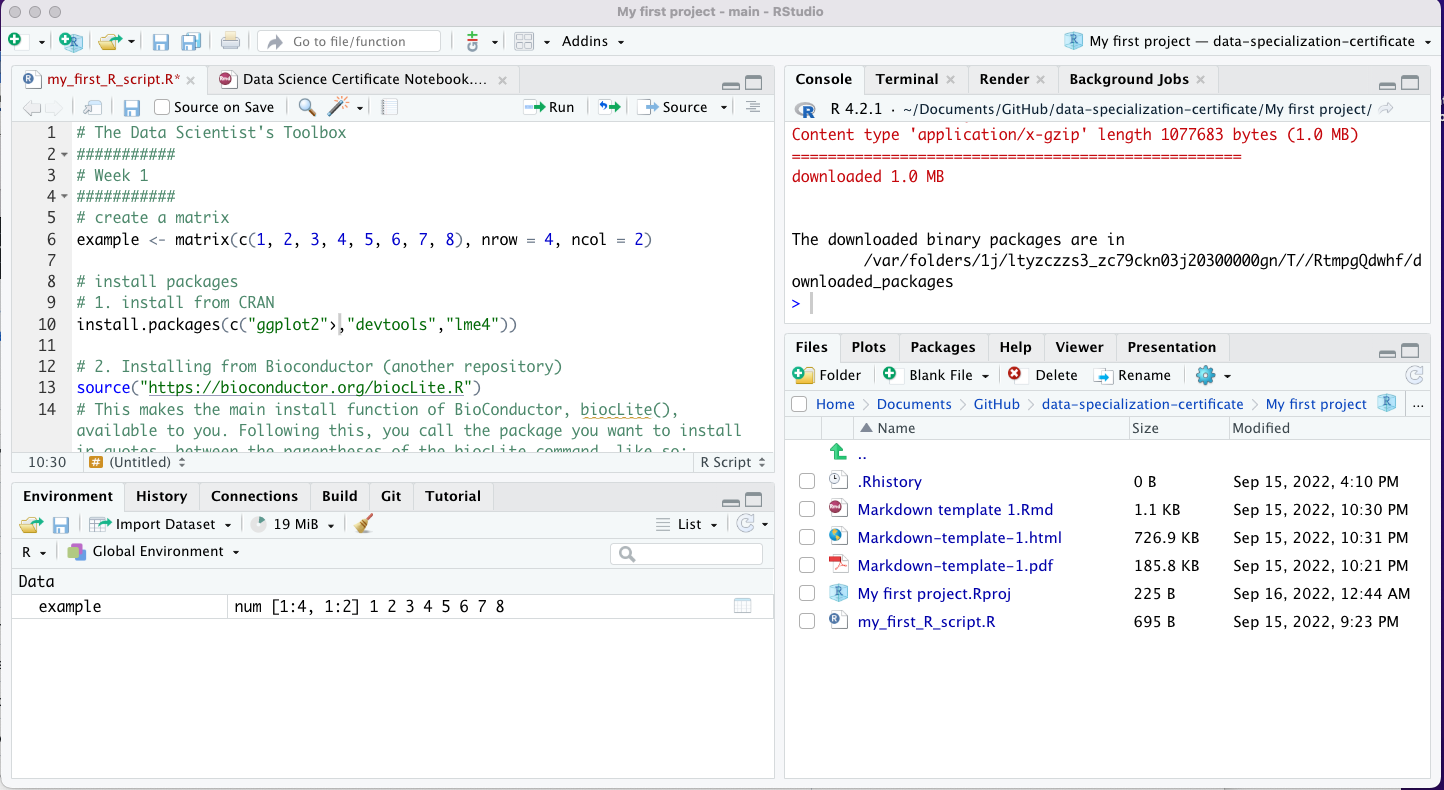 My first project - main - RStudio
Go to file/function
Addins
My first project — data-specialization-certificate
my_first_R_script.R*
Data Science Certificate Notebook....
Source on Save
Run
Source
1 # The Data Scientist's Toolbox
2 ###########
3 # Week 1
4 ###########
5 # create a matrix
6 example <- matrix(c(1, 2, 3, 4, 5, 6, 7, 8), nrow = 4, ncol = 2)
7
8 # install packages
9 # 1. install from CRAN
10 install.packages(c("ggplot2">,"devtools","lme4"))
11
12 # 2. Installing from Bioconductor (another repository)
13 source("https://bioconductor.org/biocLite.R")
14 # This makes the main install function of BioConductor, biocLite(),
available to you. Following this, you call the package you want to install
in quotes, between the parentheses of the biocLite command, like so:
10:30 # (Untitled) R Script
Environment History Connections Build Git Tutorial
Import Dataset 19 MiB List
R Global Environment
Data
example num [1:4, 1:2] 1 2 3 4 5 6 7 8
Console Terminal Render Background Jobs
R 4.2.1 · ~/Documents/GitHub/data-specialization-certificate/My first project/
Content type 'application/x-gzip' length 1077683 bytes (1.0 MB)
==================================================
downloaded 1.0 MB
The downloaded binary packages are in
/var/folders/1j/ltyzczzs3_zc79ckn03j20300000gn/T//RtmpgQdwhf/d
ownloaded_packages
>
Files Plots Packages Help Viewer Presentation
Folder Blank File Delete Rename
Home > Documents > GitHub > data-specialization-certificate > My first project ...
Name Size Modified
..
.Rhistory 0 B Sep 15, 2022, 4:10 PM
Markdown template 1.Rmd 1.1 KB Sep 15, 2022, 10:30 PM
Markdown-template-1.html 726.9 KB Sep 15, 2022, 10:31 PM
Markdown-template-1.pdf 185.8 KB Sep 15, 2022, 10:21 PM
My first project.Rproj 225 B Sep 16, 2022, 12:44 AM
my_first_R_script.R 695 B Sep 15, 2022, 9:23 PM